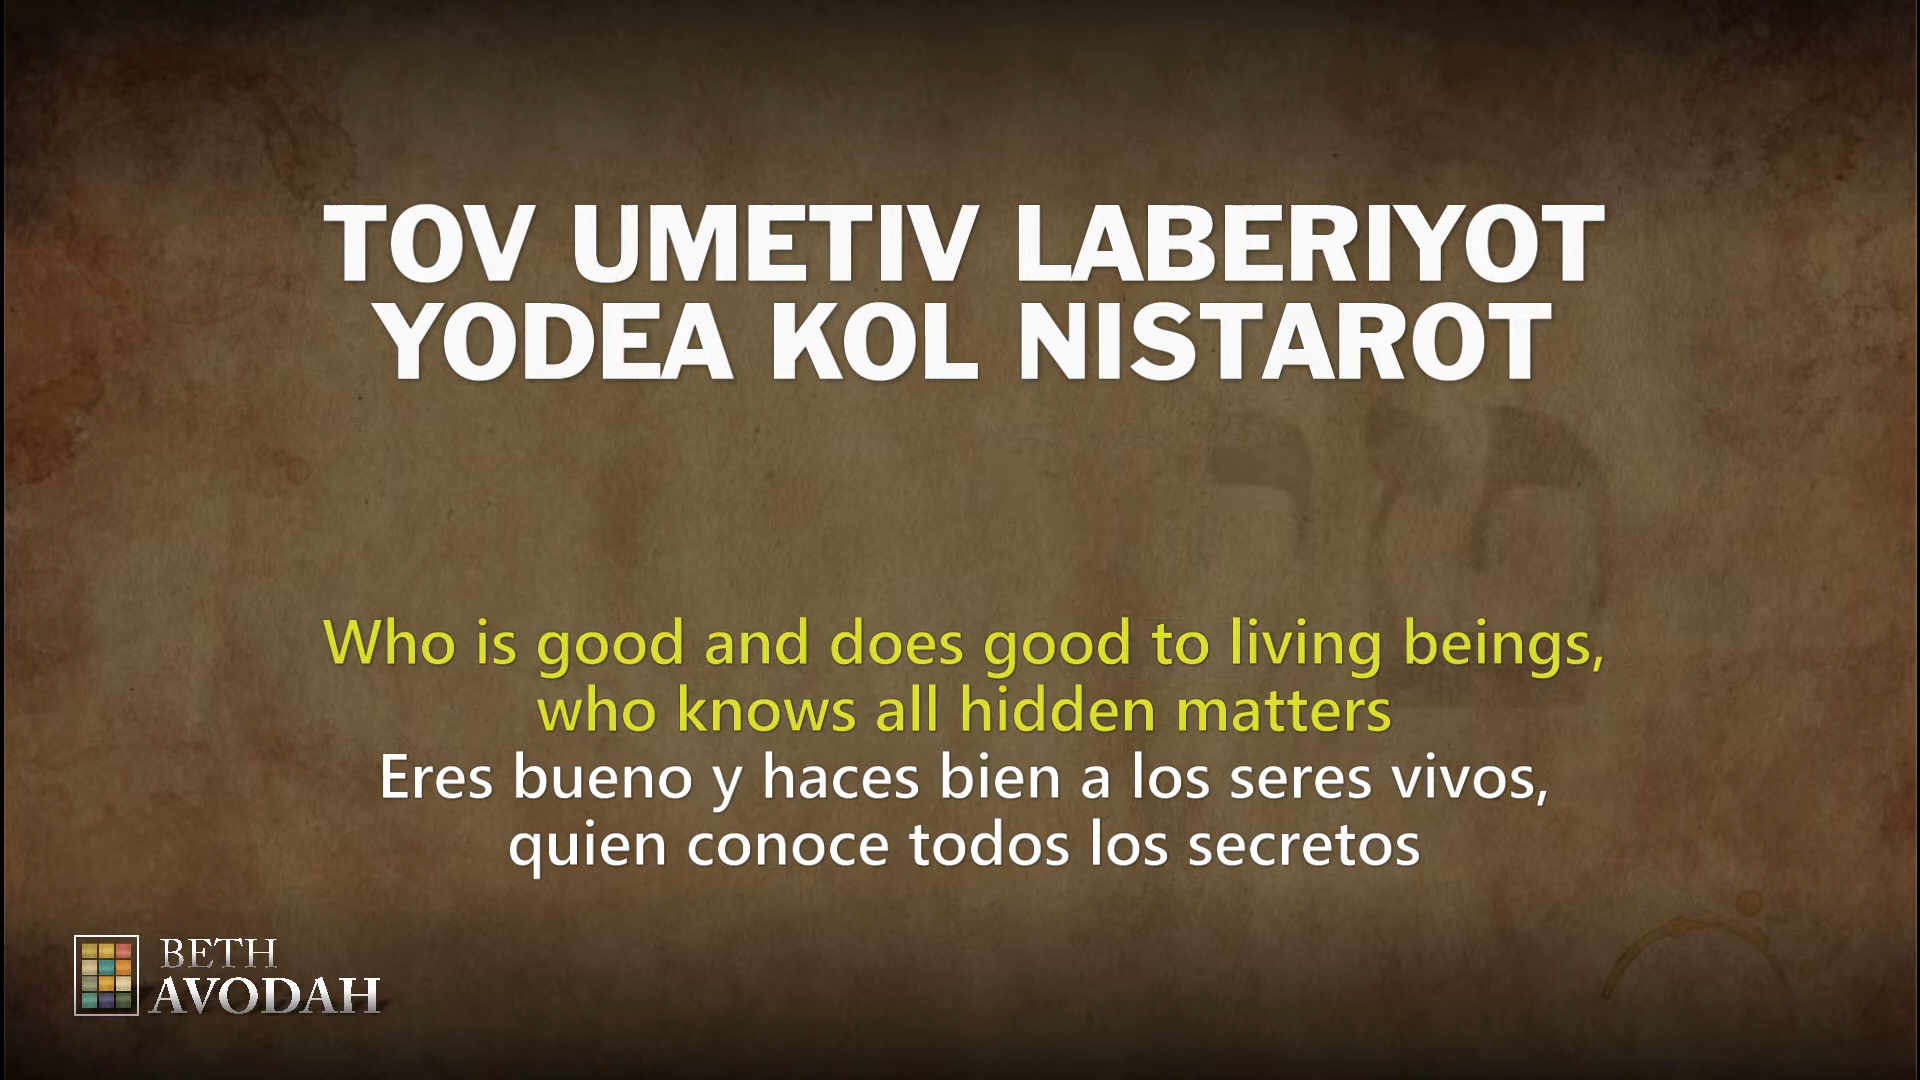 TOV UMETIV LABERIYOT
YODEA KOL NISTAROT
Who is good and does good to living beings,
who knows all hidden matters
Eres bueno y haces bien a los seres vivos,
quien conoce todos los secretos
BETH
AVODAH